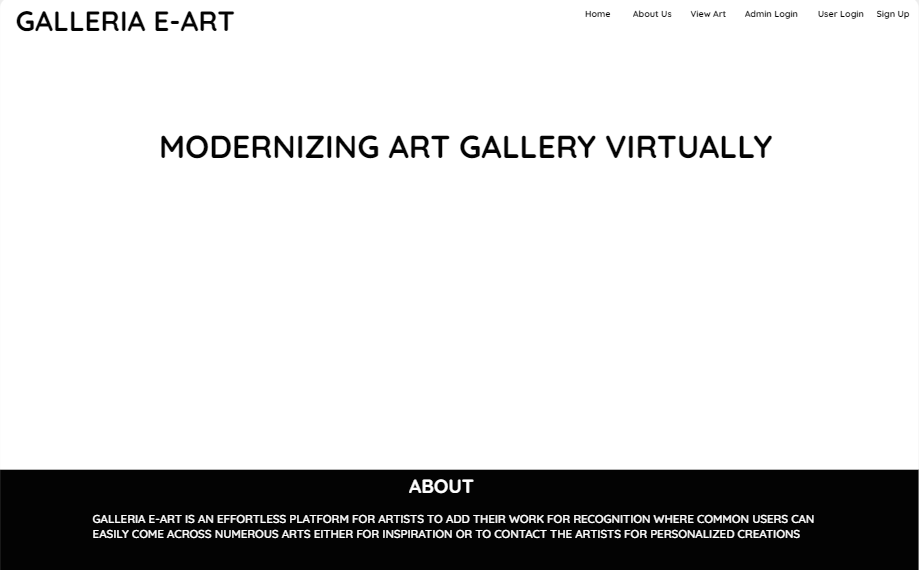 GALLERIA E-ART
Home About Us View Art Admin Login User Login Sign Up
MODERNIZING ART GALLERY VIRTUALLY
ABOUT
GALLERIA E-ART IS AN EFFORTLESS PLATFORM FOR ARTISTS TO ADD THEIR WORK FOR RECOGNITION WHERE COMMON USERS CAN
EASILY COME ACROSS NUMEROUS ARTS EITHER FOR INSPIRATION OR TO CONTACT THE ARTISTS FOR PERSONALIZED CREATIONS